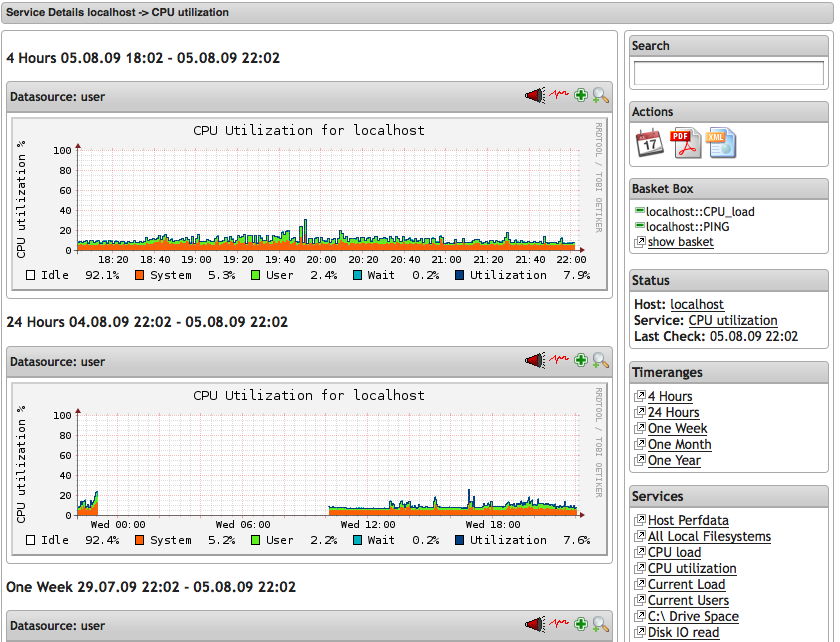 Service Details localhost -> CPU utilization
4 Hours 05.08.09 18:02 - 05.08.09 22:02
Datasource: user
CPU Utilization for localhost
CPU utilization %
100
80
60
40
20
0
18:20 18:40 19:00 19:20 19:40 20:00 20:20 20:40 21:00 21:20 21:40 22:00
Idle 92.1% System 5.3% User 2.4% Wait 0.2% Utilization 7.9%
RRDTOOL / TOBI OETIKER
24 Hours 04.08.09 22:02 - 05.08.09 22:02
Datasource: user
CPU Utilization for localhost
CPU utilization %
100
80
60
40
20
0
Wed 00:00 Wed 06:00 Wed 12:00 Wed 18:00
Idle 92.4% System 5.2% User 2.2% Wait 0.2% Utilization 7.6%
RRDTOOL / TOBI OETIKER
One Week 29.07.09 22:02 - 05.08.09 22:02
Datasource: user
Search
Actions
17
PDF
XML
Basket Box
localhost::CPU_load
localhost::PING
show basket
Status
Host: localhost
Service: CPU utilization
Last Check: 05.08.09 22:02
Timeranges
4 Hours
24 Hours
One Week
One Month
One Year
Services
Host Perfdata
All Local Filesystems
CPU load
CPU utilization
Current Load
Current Users
C:\ Drive Space
Disk IO read